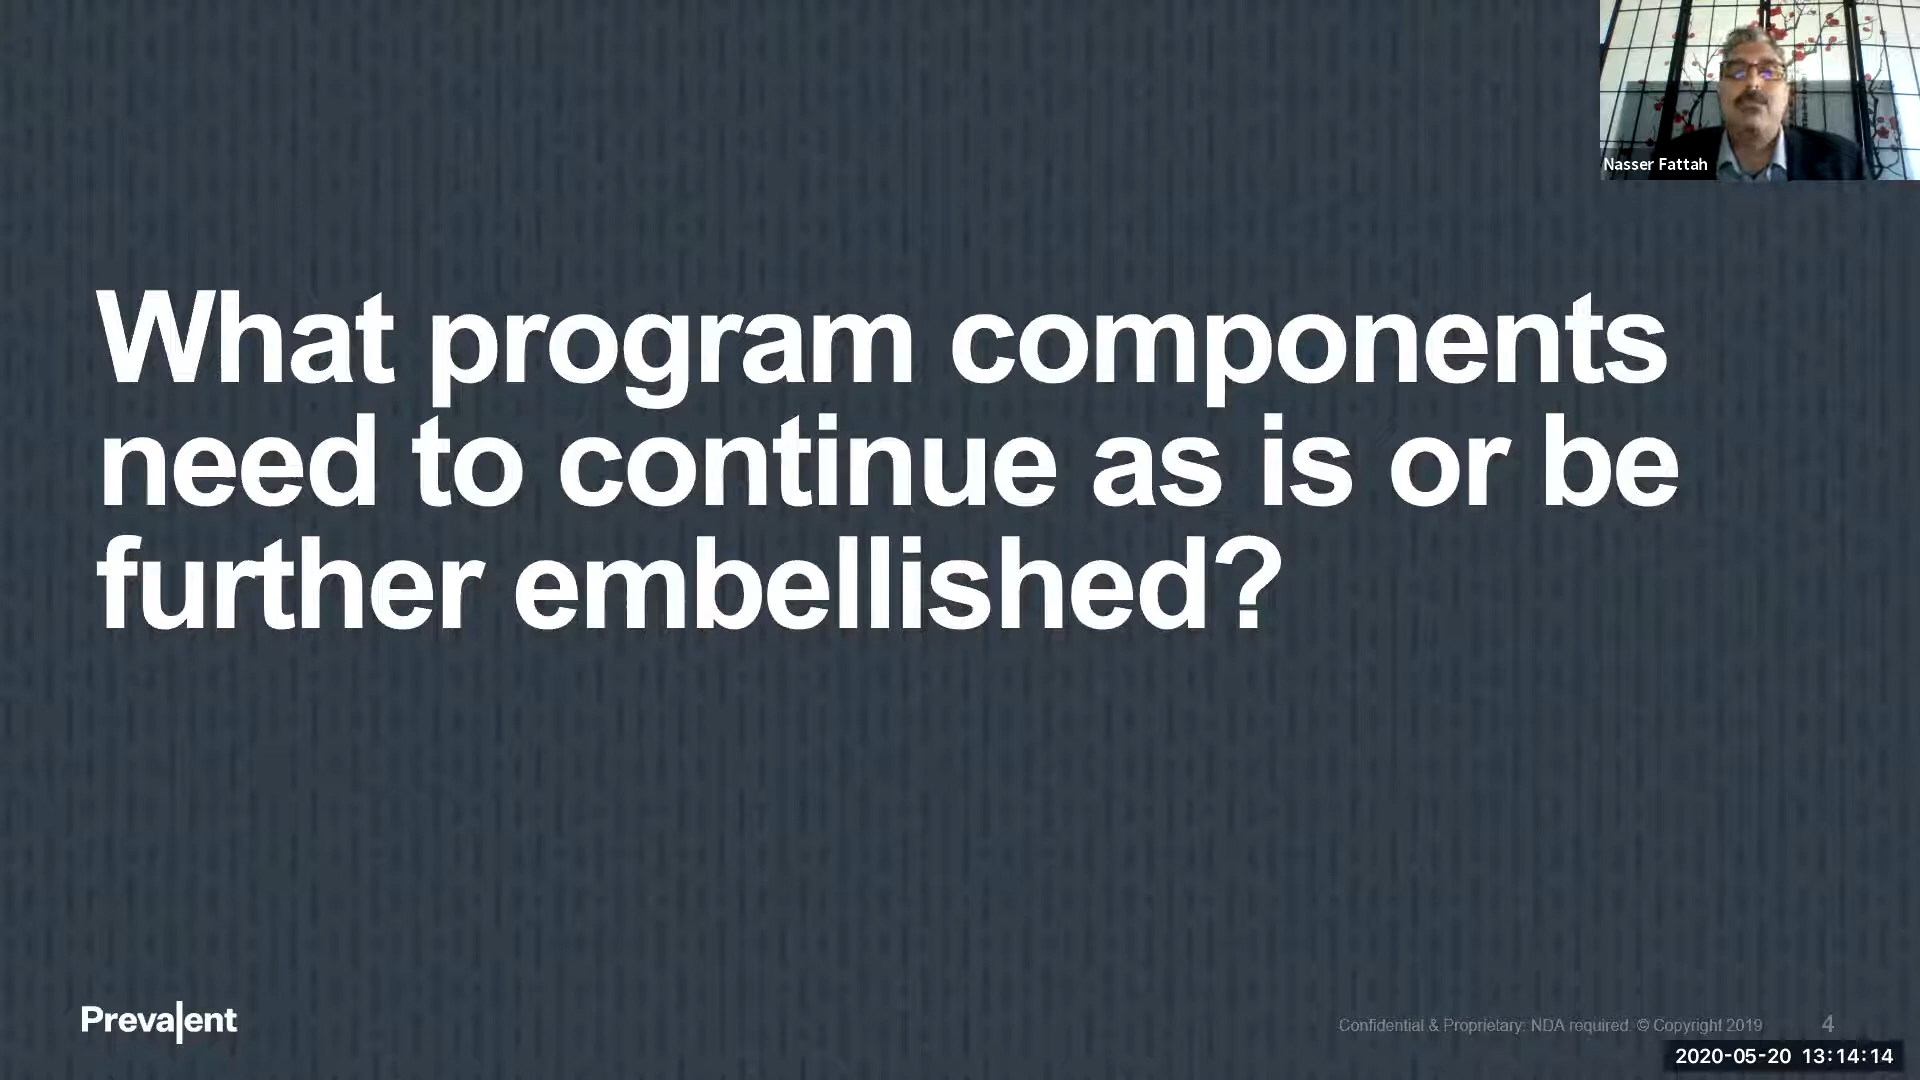 Nasser Fattah
What program components
need to continue as is or be
further embellished?
Prevalent
Confidential & Proprietary: NDA required. © Copyright 2019
4
2020-05-20 13:14:14